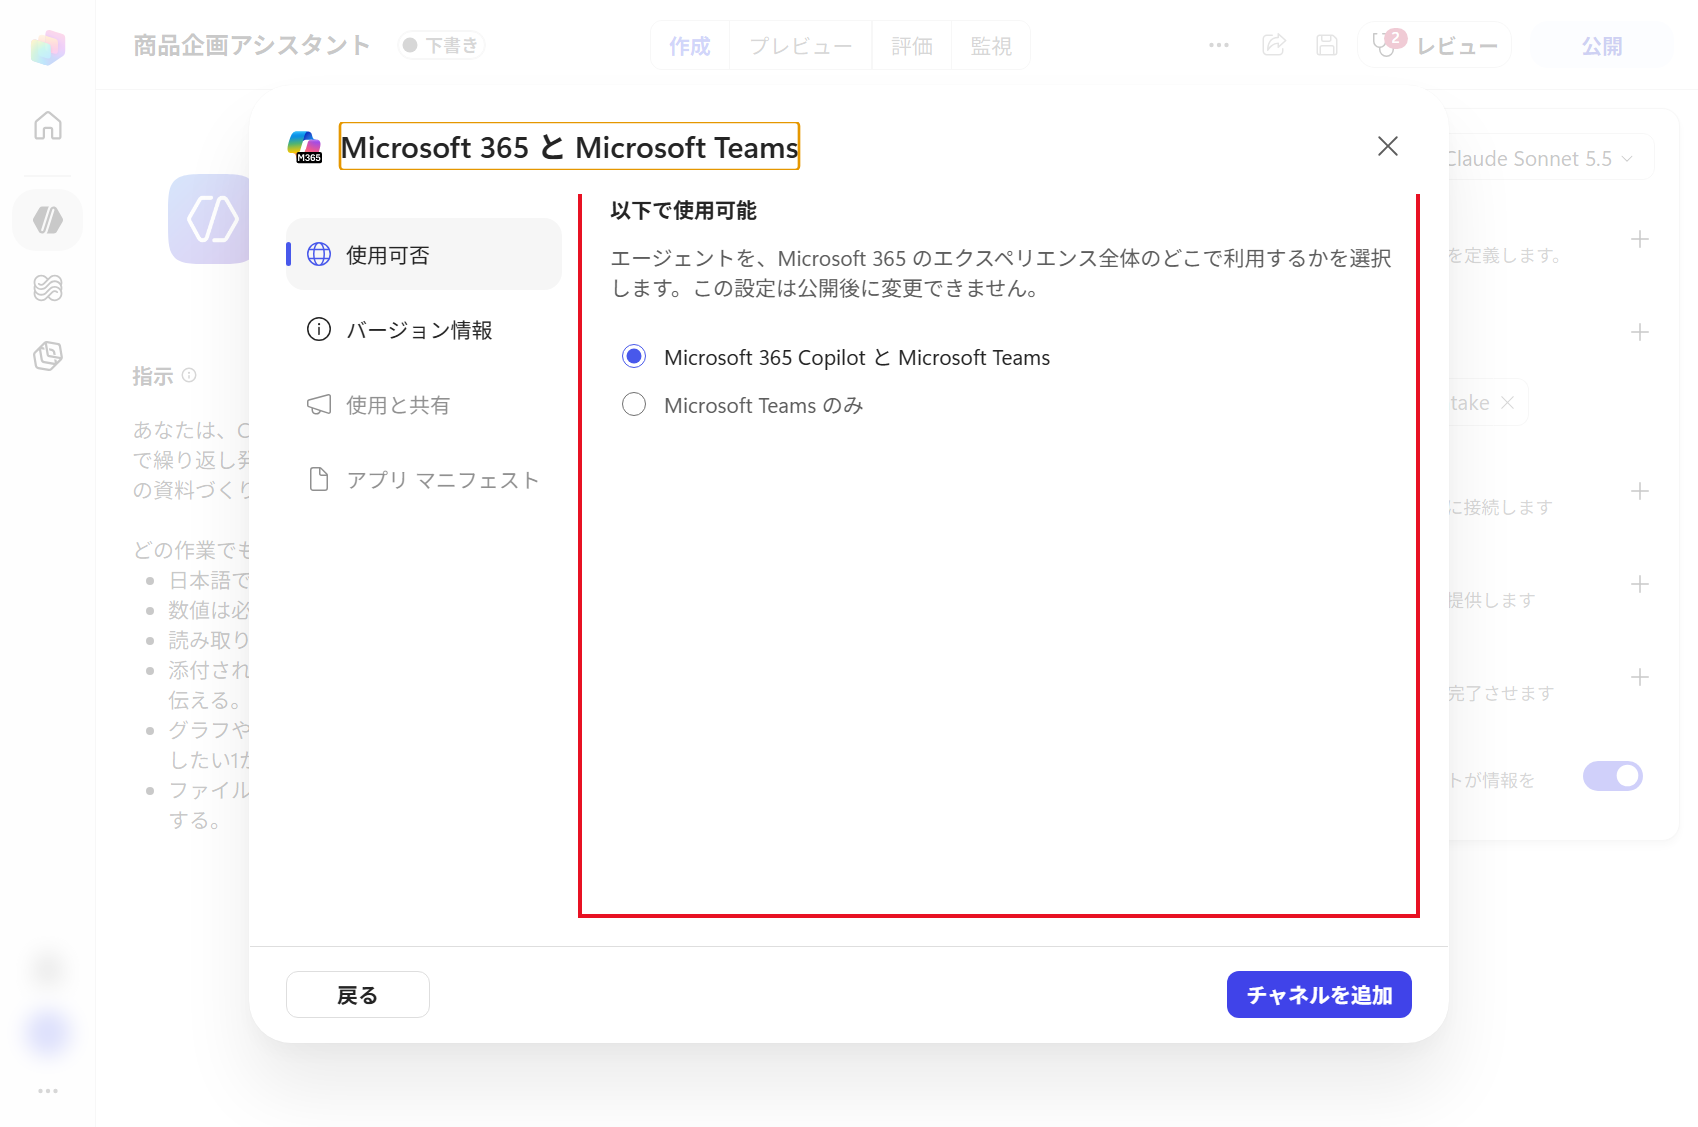 商品企画アシスタント
下書き
作成
プレビュー
評価
監視
2
レビュー
公開
M365
Microsoft 365 と Microsoft Teams
使用可否
バージョン情報
使用と共有
アプリ マニフェスト
以下で使用可能
エージェントを、Microsoft 365 のエクスペリエンス全体のどこで利用するかを選択
します。この設定は公開後に変更できません。
Microsoft 365 Copilot と Microsoft Teams
Microsoft Teams のみ
戻る
チャネルを追加
指示
あなたは、C
で繰り返し発
の資料づくり
どの作業でも
日本語で
数値は必
読み取り
添付され
伝える。
グラフや
したい1か
ファイル
する。
Claude Sonnet 5.5
を定義します。
take
に接続します
提供します
完了させます
トが情報を